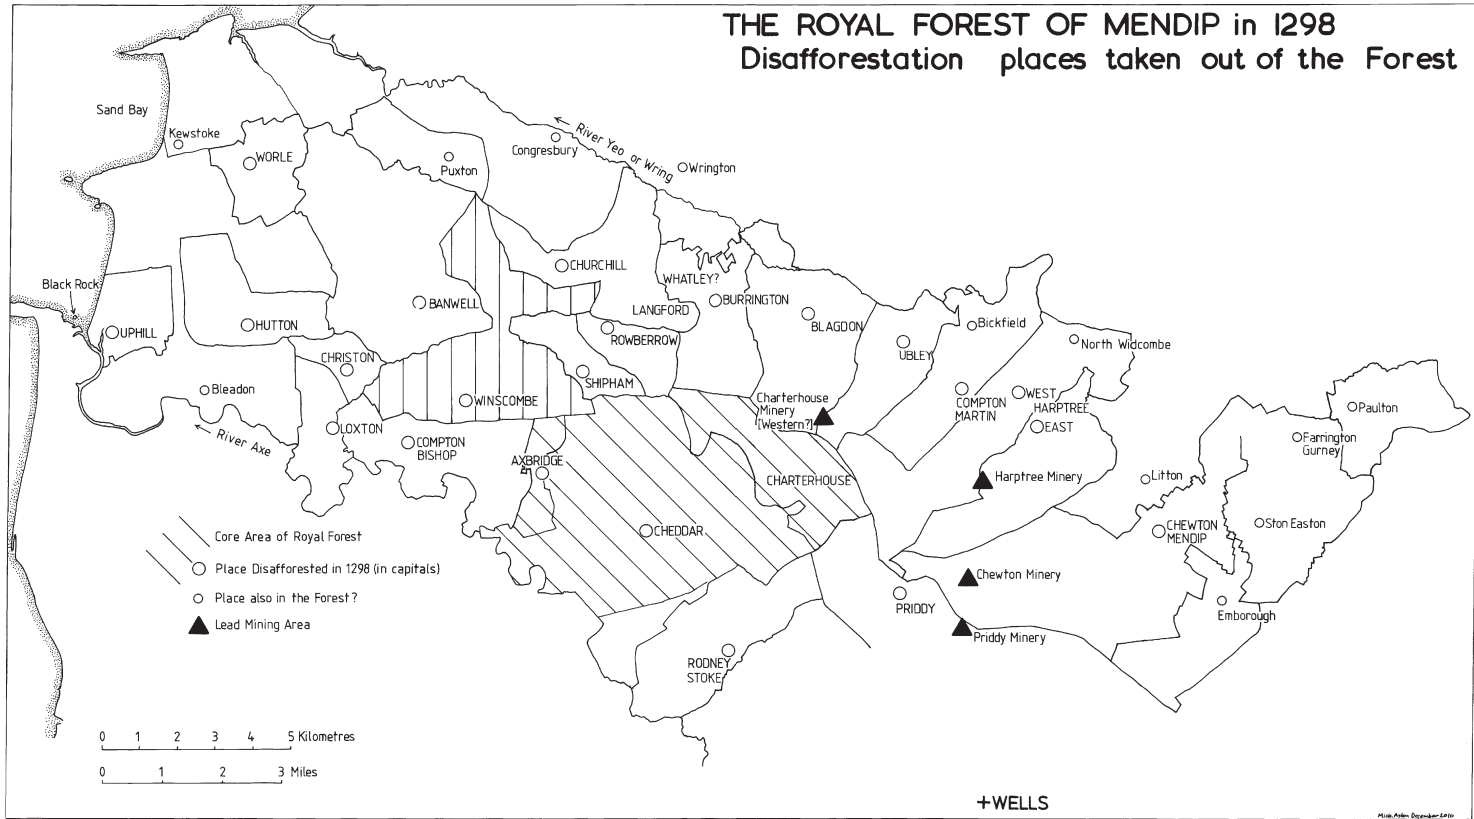 THE ROYAL FOREST OF MENDIP in 1298
Disafforestation places taken out of the Forest
Sand Bay
Kewstoke
WORLE
Puxton
Congresbury
← River Yeo or Wring
Wrington
Black Rock
UPHILL
HUTTON
BANWELL
CHURCHILL
WHATLEY?
LANGFORD
BURRINGTON
BLAGDON
ROWBERROW
UBLEY
Bickfield
North Widcombe
CHRISTON
Bleadon
SHIPHAM
WINSCOMBE
Charterhouse
Minery
[Western?]
COMPTON
MARTIN
WEST
HARPTREE
EAST
Paulton
Farrington
Gurney
← River Axe
LOXTON
COMPTON
BISHOP
AXBRIDGE
CHARTERHOUSE
Harptree Minery
Litton
CHEDDAR
CHEWTON
MENDIP
Ston Easton
Chewton Minery
PRIDDY
Priddy Minery
Emborough
RODNEY
STOKE
Core Area of Royal Forest
Place Disafforested in 1298 (in capitals)
Place also in the Forest?
Lead Mining Area
0 1 2 3 4 5 Kilometres
0 1 2 3 Miles
+WELLS
Mick Aston December 2010